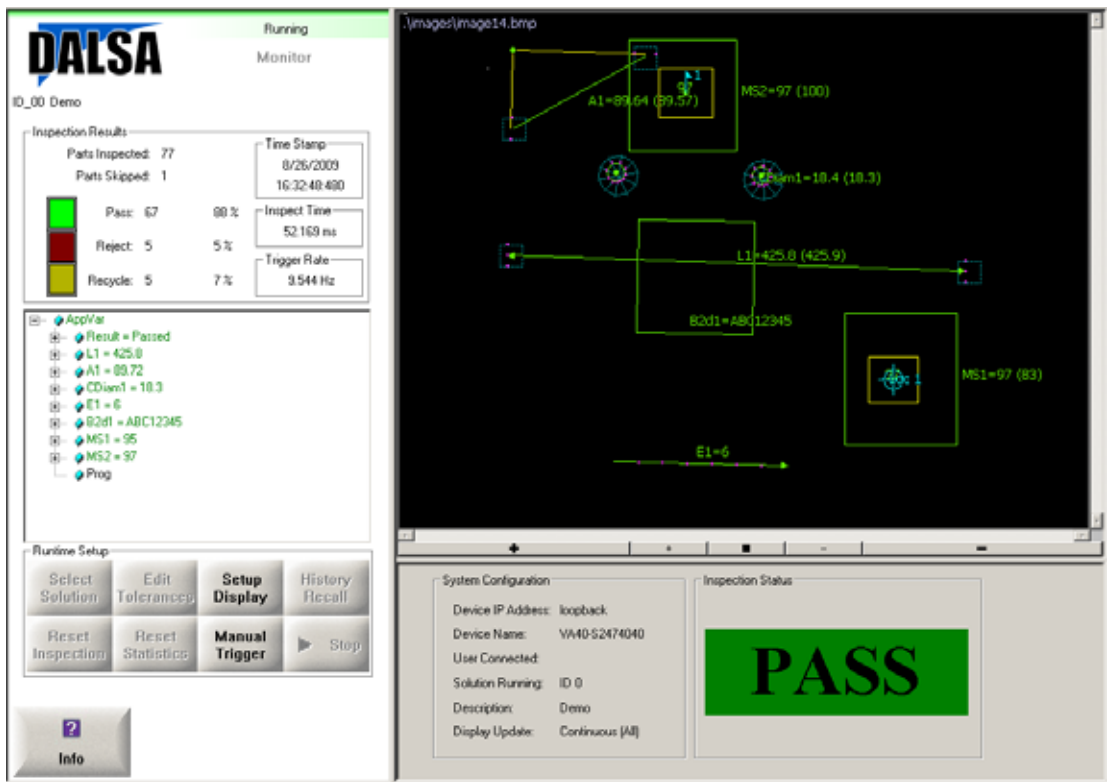 DALSA
Running
Monitor
ID_00 Demo
Inspection Results
Parts Inspected: 77
Parts Skipped: 1
Pass: 67 88 %
Reject: 5 5 %
Recycle: 5 7 %
Time Stamp
8/26/2009
16:32:48:480
Inspect Time
52.169 ms
Trigger Rate
9.544 Hz
AppVar
Result = Passed
L1 = 425.8
A1 = 89.72
CDiam1 = 18.3
E1 = 6
B2d1 = ABC12345
MS1 = 95
MS2 = 97
Prog
Runtime Setup
Select Solution
Edit Tolerances
Setup Display
History Recall
Reset Inspection
Reset Statistics
Manual Trigger
Stop
? Info
.\images\image14.bmp
1
97
A1=89.64 (89.57)
MS2=97 (100)
CDiam1=18.4 (18.3)
L1=425.8 (425.9)
B2d1=ABC12345
MS1=97 (83)
E1=6
System Configuration
Device IP Address: loopback
Device Name: VA40-S2474040
User Connected:
Solution Running: ID 0
Description: Demo
Display Update: Continuous (All)
Inspection Status
PASS